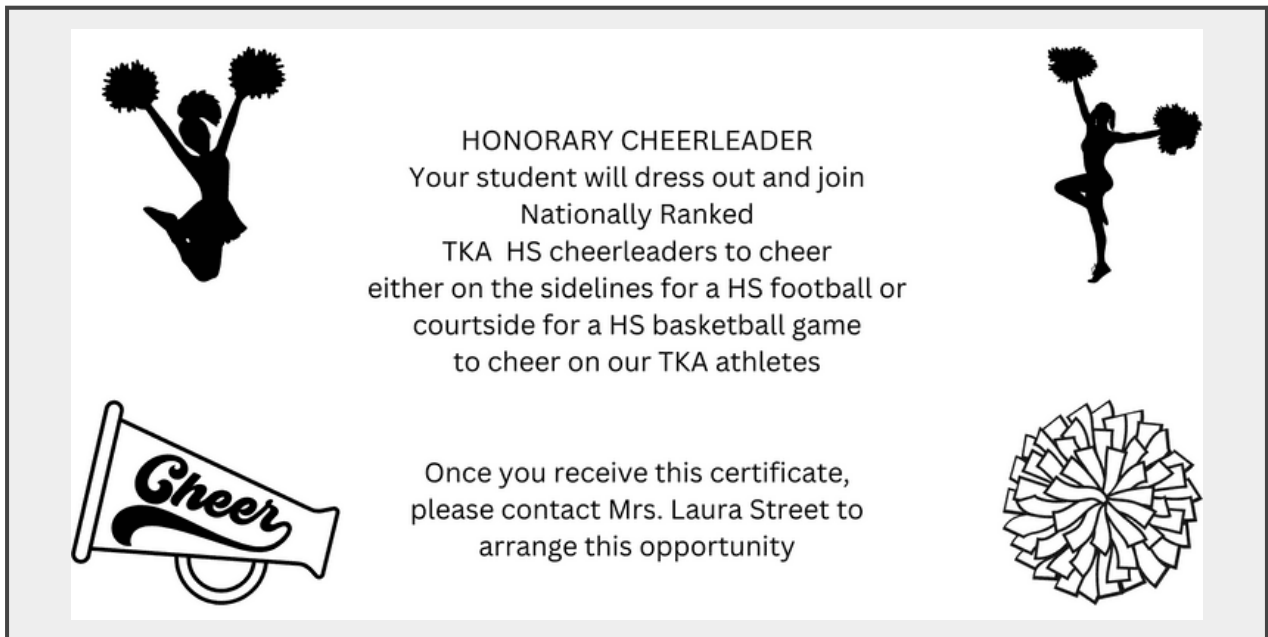 HONORARY CHEERLEADER
Your student will dress out and join
Nationally Ranked
TKA  HS cheerleaders to cheer
either on the sidelines for a HS football or
courtside for a HS basketball game
to cheer on our TKA athletes
Cheer
Once you receive this certificate,
please contact Mrs. Laura Street to
arrange this opportunity